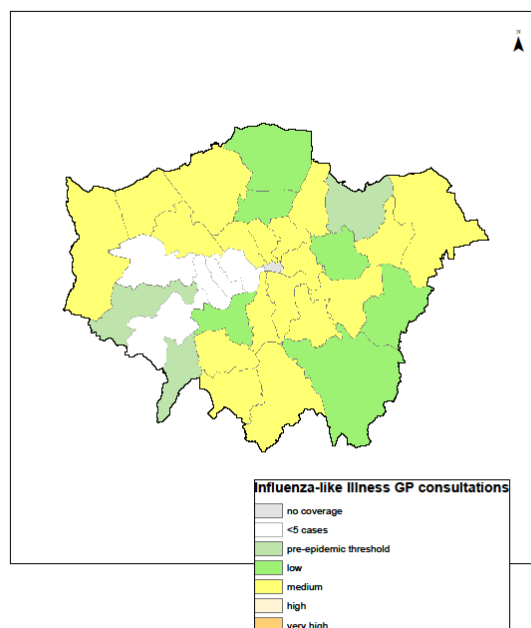 N
Influenza-like Illness GP consultations
no coverage
<5 cases
pre-epidemic threshold
low
medium
high
very high